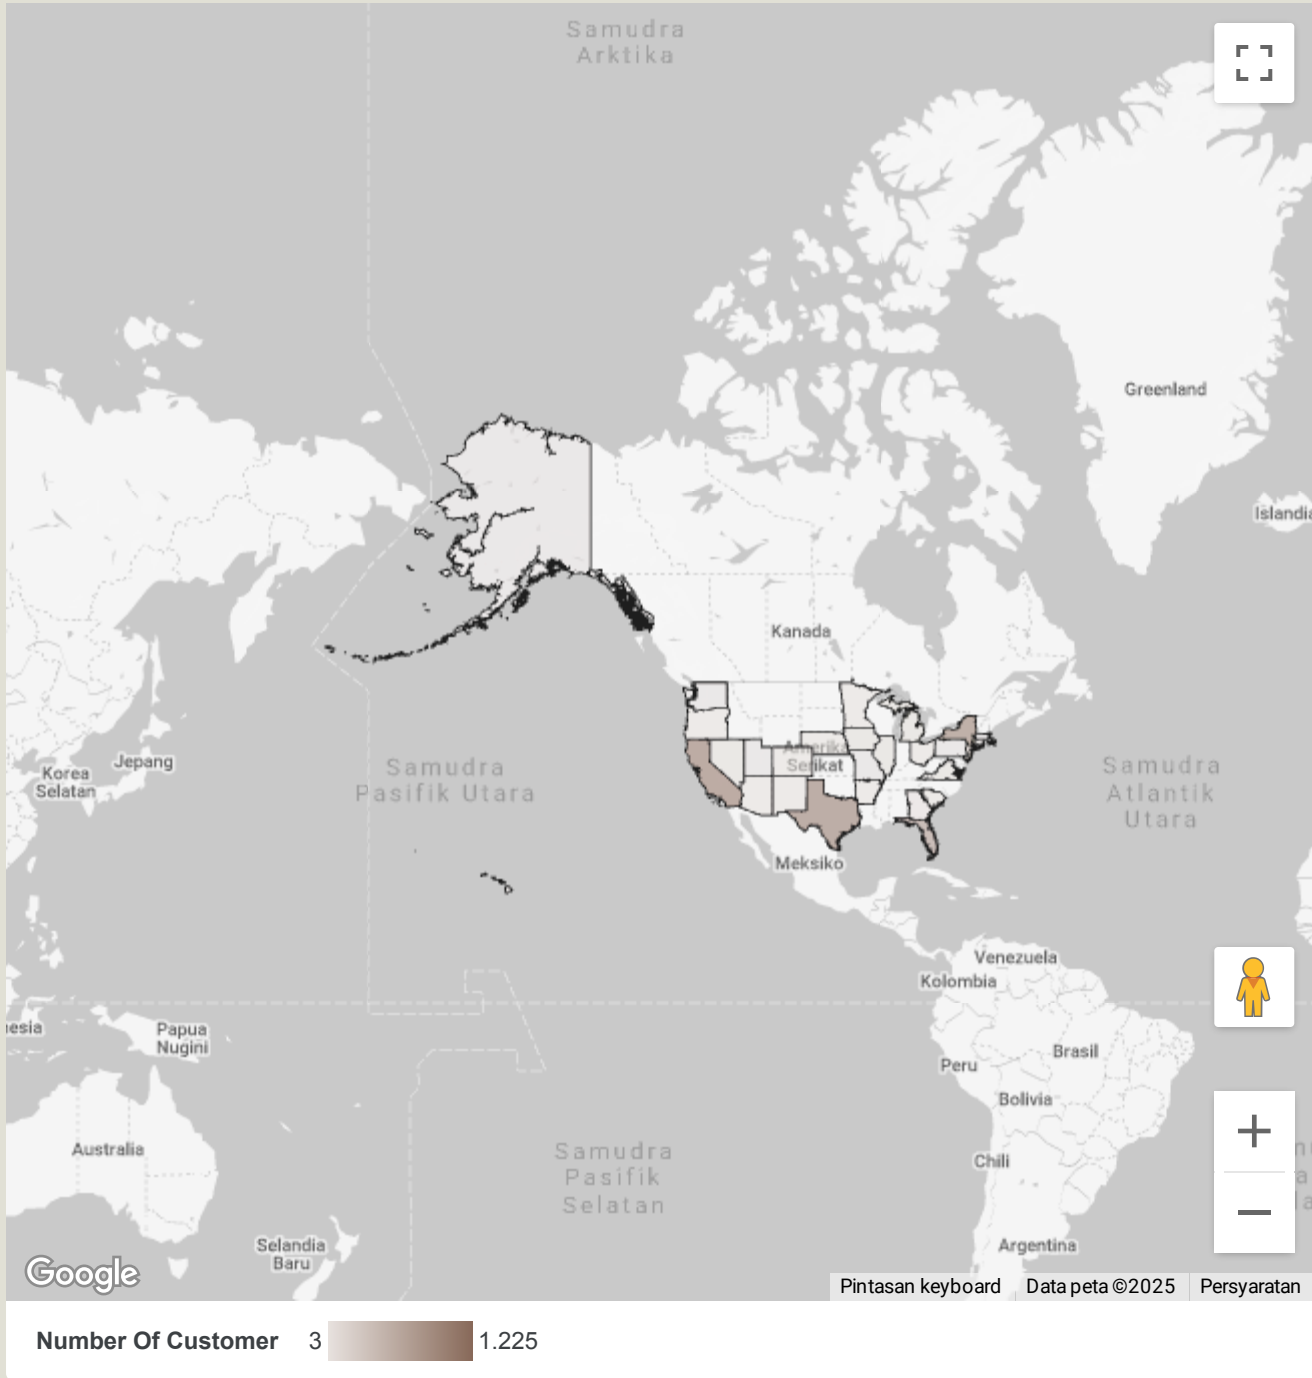 Samudra
Arktika
Greenland
Islandia
Kanada
Amerika
Serikat
Jepang
Korea
Selatan
Samudra
Pasifik Utara
Samudra
Atlantik
Utara
Meksiko
Venezuela
Kolombia
esia
Papua
Nugini
Brasil
Peru
Bolivia
Australia
Samudra
Pasifik
Selatan
Chili
Selandia
Baru
Argentina
Google
Pintasan keyboard
Data peta ©2025
Persyaratan
Number Of Customer 3 1.225